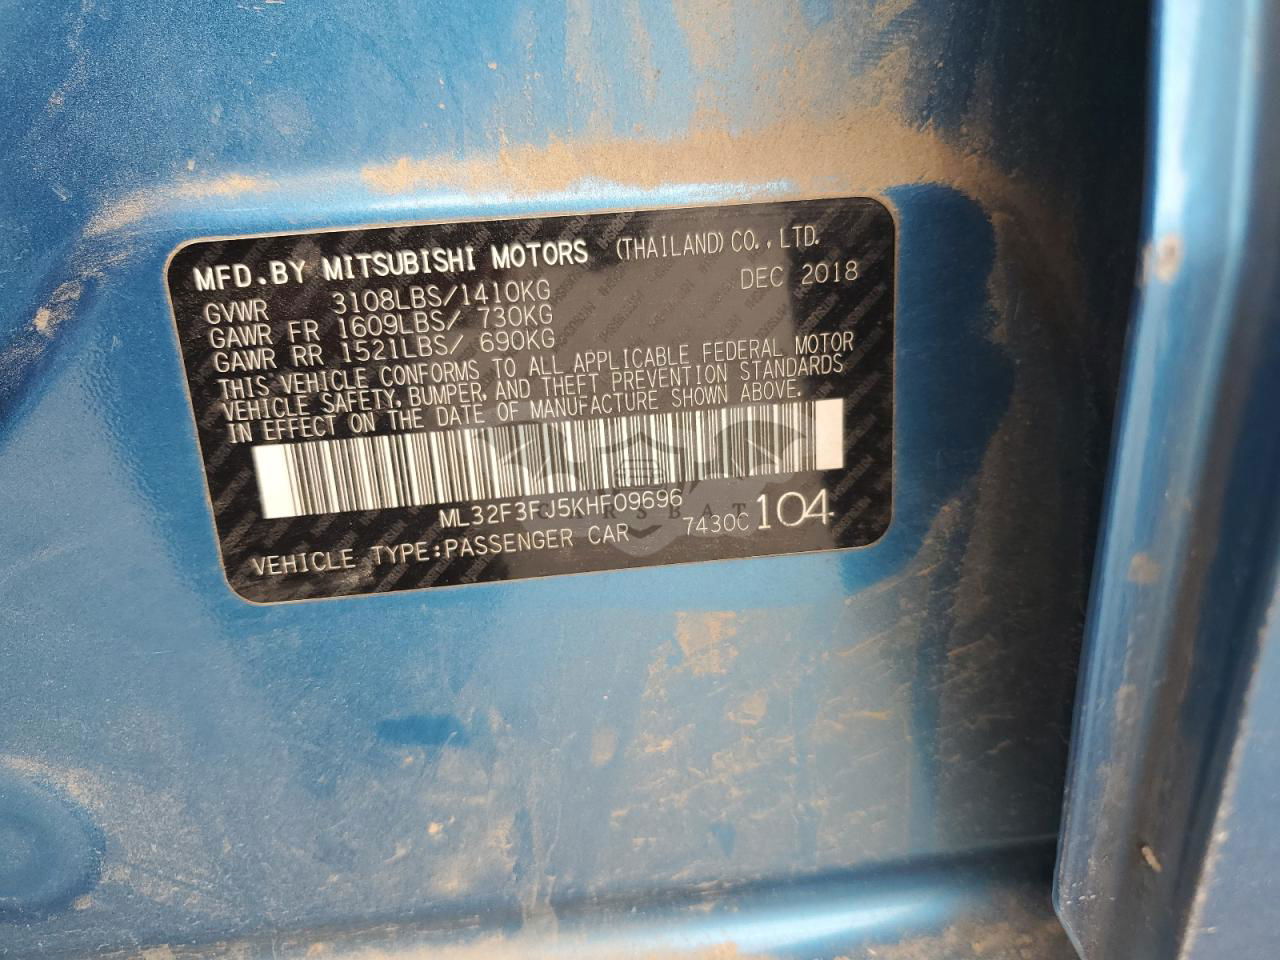 MFD.BY MITSUBISHI MOTORS (THAILAND) CO.,LTD.
GVWR 3108LBS/1410KG DEC 2018
GAWR FR 1609LBS/ 730KG
GAWR RR 1521LBS/ 690KG
THIS VEHICLE CONFORMS TO ALL APPLICABLE FEDERAL MOTOR
VEHICLE SAFETY, BUMPER, AND THEFT PREVENTION STANDARDS
IN EFFECT ON THE DATE OF MANUFACTURE SHOWN ABOVE.
ML32F3FJ5KHF09696
CARSBAT
VEHICLE TYPE:PASSENGER CAR 7430C 104